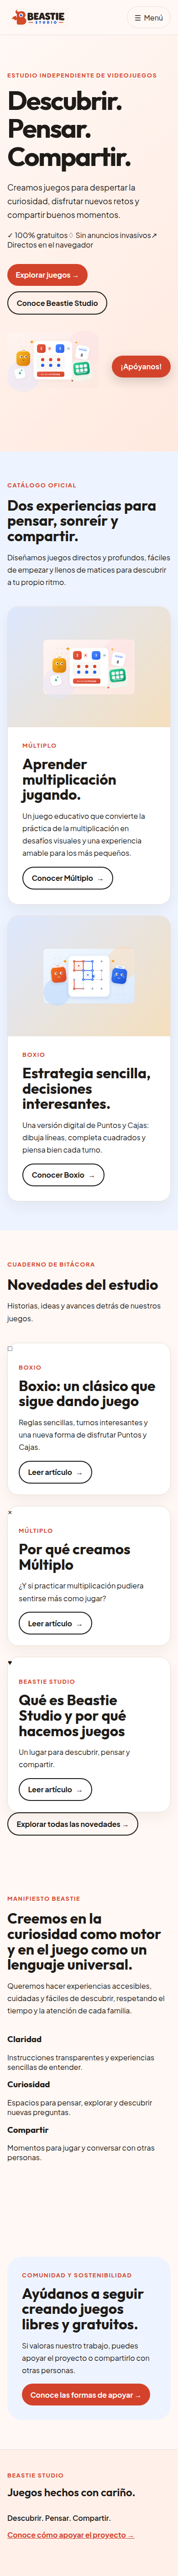 BEASTIE
STUDIO
☰ Menú
ESTUDIO INDEPENDIENTE DE VIDEOJUEGOS
Descubrir.
Pensar.
Compartir.
Creamos juegos para despertar la
curiosidad, disfrutar nuevos retos y
compartir buenos momentos.
✓ 100% gratuitos♢ Sin anuncios invasivos↗
Directos en el navegador
Explorar juegos →
Conoce Beastie Studio
¡Apóyanos!
CATÁLOGO OFICIAL
Dos experiencias para
pensar, sonreír y
compartir.
Diseñamos juegos directos y profundos, fáciles
de empezar y llenos de matices para descubrir
a tu propio ritmo.
MÚLTIPLO
Aprender
multiplicación
jugando.
Un juego educativo que convierte la
práctica de la multiplicación en
desafíos visuales y una experiencia
amable para los más pequeños.
Conocer Múltiplo →
BOXIO
Estrategia sencilla,
decisiones
interesantes.
Una versión digital de Puntos y Cajas:
dibuja líneas, completa cuadrados y
piensa bien cada turno.
Conocer Boxio →
CUADERNO DE BITÁCORA
Novedades del estudio
Historias, ideas y avances detrás de nuestros
juegos.
□
BOXIO
Boxio: un clásico que
sigue dando juego
Reglas sencillas, turnos interesantes y
una nueva forma de disfrutar Puntos y
Cajas.
Leer artículo →
×
MÚLTIPLO
Por qué creamos
Múltiplo
¿Y si practicar multiplicación pudiera
sentirse más como jugar?
Leer artículo →
♥
BEASTIE STUDIO
Qué es Beastie
Studio y por qué
hacemos juegos
Un lugar para descubrir, pensar y
compartir.
Leer artículo →
Explorar todas las novedades →
MANIFIESTO BEASTIE
Creemos en la
curiosidad como motor
y en el juego como un
lenguaje universal.
Queremos hacer experiencias accesibles,
cuidadas y fáciles de descubrir, respetando el
tiempo y la atención de cada familia.
Claridad
Instrucciones transparentes y experiencias
sencillas de entender.
Curiosidad
Espacios para pensar, explorar y descubrir
nuevas preguntas.
Compartir
Momentos para jugar y conversar con otras
personas.
COMUNIDAD Y SOSTENIBILIDAD
Ayúdanos a seguir
creando juegos
libres y gratuitos.
Si valoras nuestro trabajo, puedes
apoyar el proyecto o compartirlo con
otras personas.
Conoce las formas de apoyar →
BEASTIE STUDIO
Juegos hechos con cariño.
Descubrir. Pensar. Compartir.
Conoce cómo apoyar el proyecto →